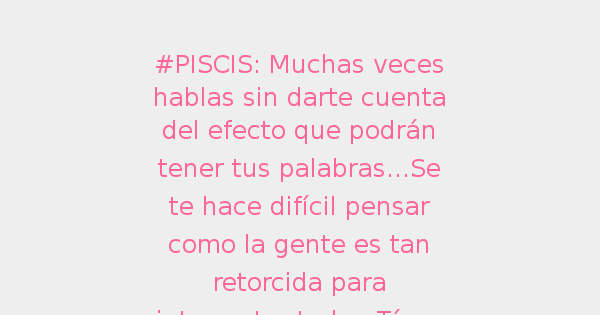 #PISCIS: Muchas veces
hablas sin darte cuenta
del efecto que podrán
tener tus palabras...Se
te hace difícil pensar
como la gente es tan
retorcida para